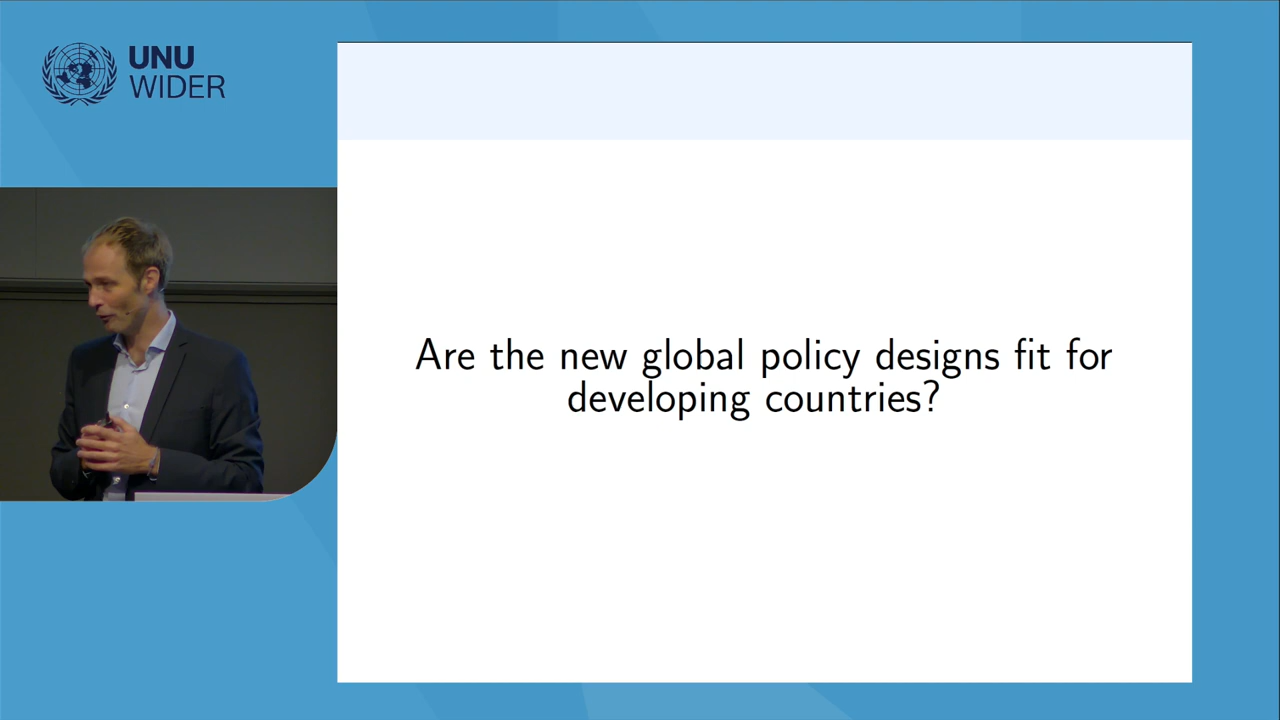 UNU
WIDER
Are the new global policy designs fit for
developing countries?